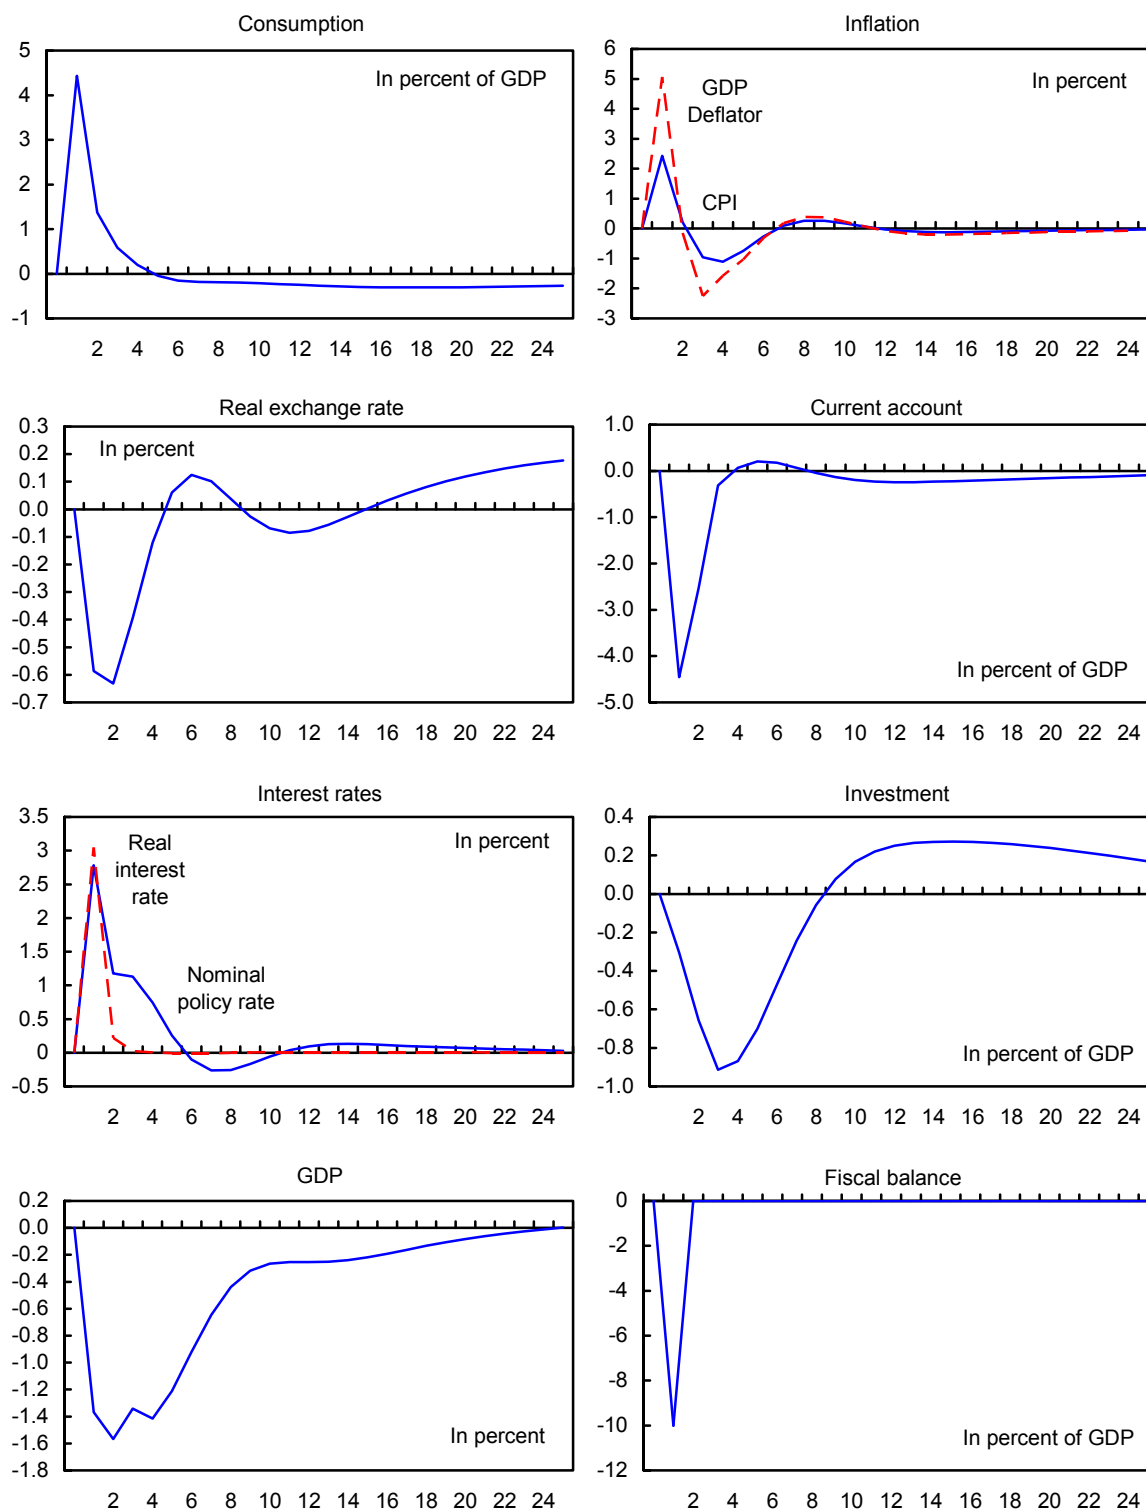 Consumption
In percent of GDP
5
4
3
2
1
0
-1
2 4 6 8 10 12 14 16 18 20 22 24
Inflation
In percent
GDP
Deflator
CPI
6
5
4
3
2
1
0
-1
-2
-3
2 4 6 8 10 12 14 16 18 20 22 24
Real exchange rate
In percent
0.3
0.2
0.1
0.0
-0.1
-0.2
-0.3
-0.4
-0.5
-0.6
-0.7
2 4 6 8 10 12 14 16 18 20 22 24
Current account
1.0
0.0
-1.0
-2.0
-3.0
-4.0
-5.0
In percent of GDP
2 4 6 8 10 12 14 16 18 20 22 24
Interest rates
In percent
Real
interest
rate
Nominal
policy rate
3.5
3
2.5
2
1.5
1
0.5
0
-0.5
2 4 6 8 10 12 14 16 18 20 22 24
Investment
0.4
0.2
0.0
-0.2
-0.4
-0.6
-0.8
-1.0
In percent of GDP
2 4 6 8 10 12 14 16 18 20 22 24
GDP
0.2
0.0
-0.2
-0.4
-0.6
-0.8
-1.0
-1.2
-1.4
-1.6
-1.8
In percent
2 4 6 8 10 12 14 16 18 20 22 24
Fiscal balance
0
-2
-4
-6
-8
-10
-12
In percent of GDP
2 4 6 8 10 12 14 16 18 20 22 24